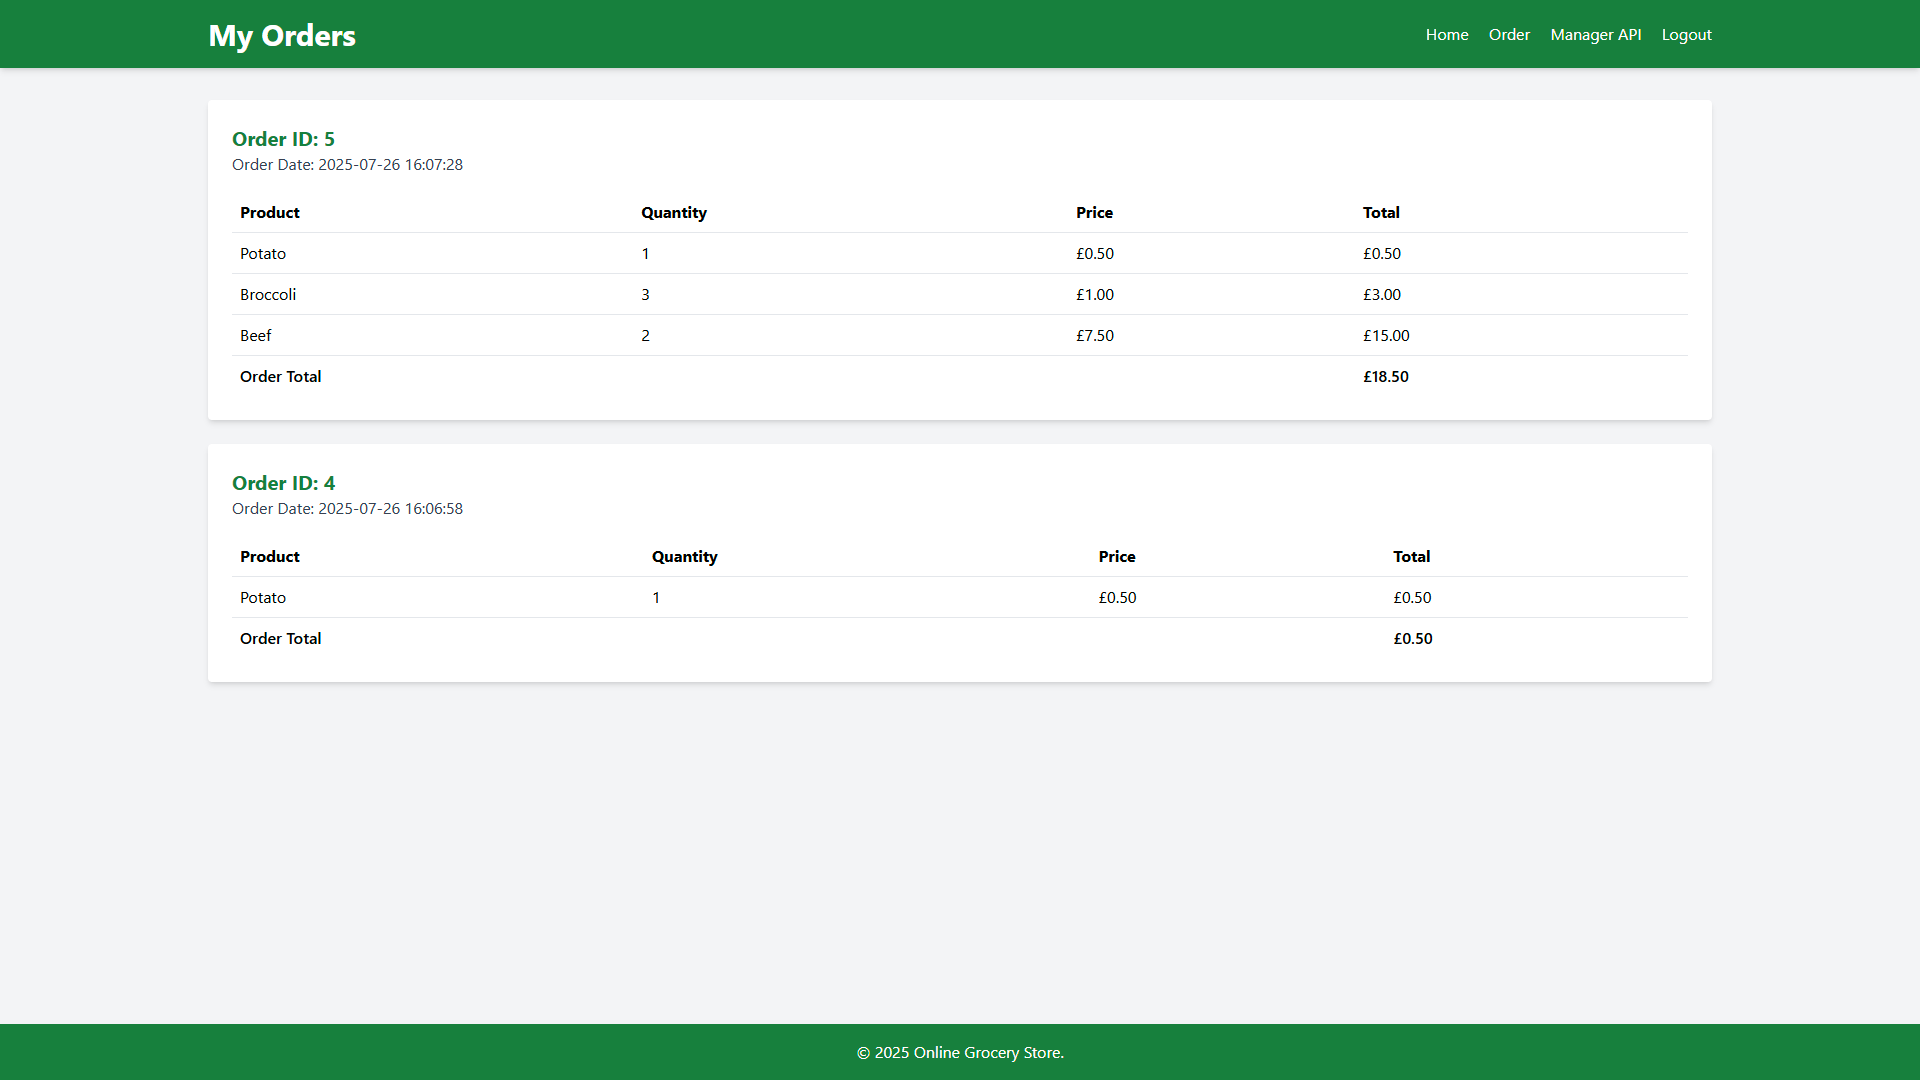 My Orders
Home Order Manager API Logout
Order ID: 5
Order Date: 2025-07-26 16:07:28
Product Quantity Price Total
Potato 1 £0.50 £0.50
Broccoli 3 £1.00 £3.00
Beef 2 £7.50 £15.00
Order Total £18.50
Order ID: 4
Order Date: 2025-07-26 16:06:58
Product Quantity Price Total
Potato 1 £0.50 £0.50
Order Total £0.50
© 2025 Online Grocery Store.